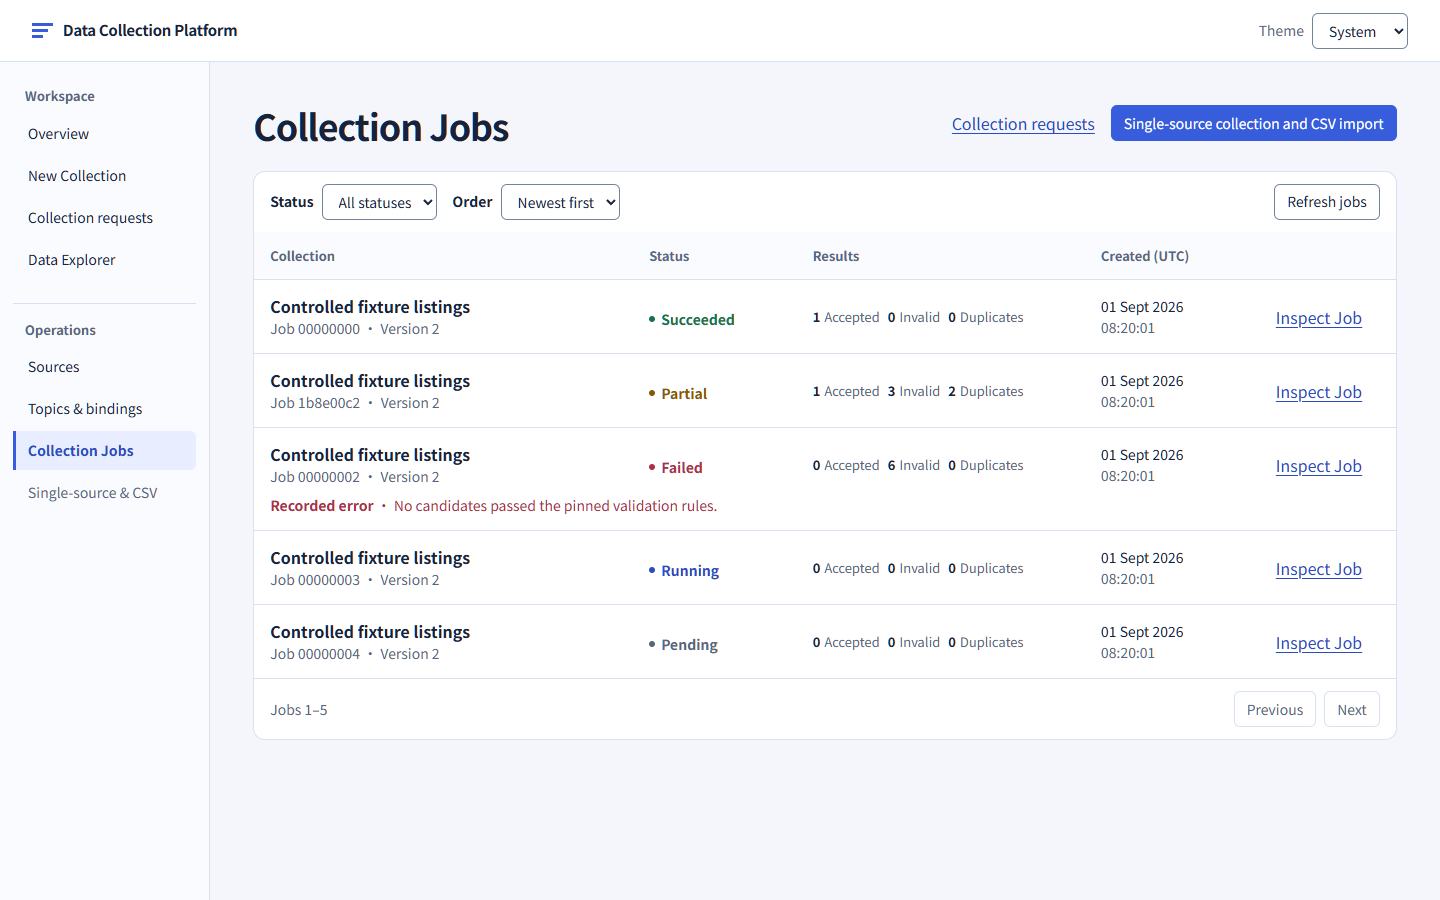 Data Collection Platform
Theme System
Workspace
Overview
New Collection
Collection requests
Data Explorer
Operations
Sources
Topics & bindings
Collection Jobs
Single-source & CSV
Collection Jobs
Collection requests
Single-source collection and CSV import
Status All statuses Order Newest first Refresh jobs
Collection Status Results Created (UTC)
Controlled fixture listings
Job 00000000 • Version 2
• Succeeded
1 Accepted 0 Invalid 0 Duplicates
01 Sept 2026
08:20:01
Inspect Job
Controlled fixture listings
Job 1b8e00c2 • Version 2
• Partial
1 Accepted 3 Invalid 2 Duplicates
01 Sept 2026
08:20:01
Inspect Job
Controlled fixture listings
Job 00000002 • Version 2
• Failed
0 Accepted 6 Invalid 0 Duplicates
01 Sept 2026
08:20:01
Inspect Job
Recorded error • No candidates passed the pinned validation rules.
Controlled fixture listings
Job 00000003 • Version 2
• Running
0 Accepted 0 Invalid 0 Duplicates
01 Sept 2026
08:20:01
Inspect Job
Controlled fixture listings
Job 00000004 • Version 2
• Pending
0 Accepted 0 Invalid 0 Duplicates
01 Sept 2026
08:20:01
Inspect Job
Jobs 1–5
Previous Next